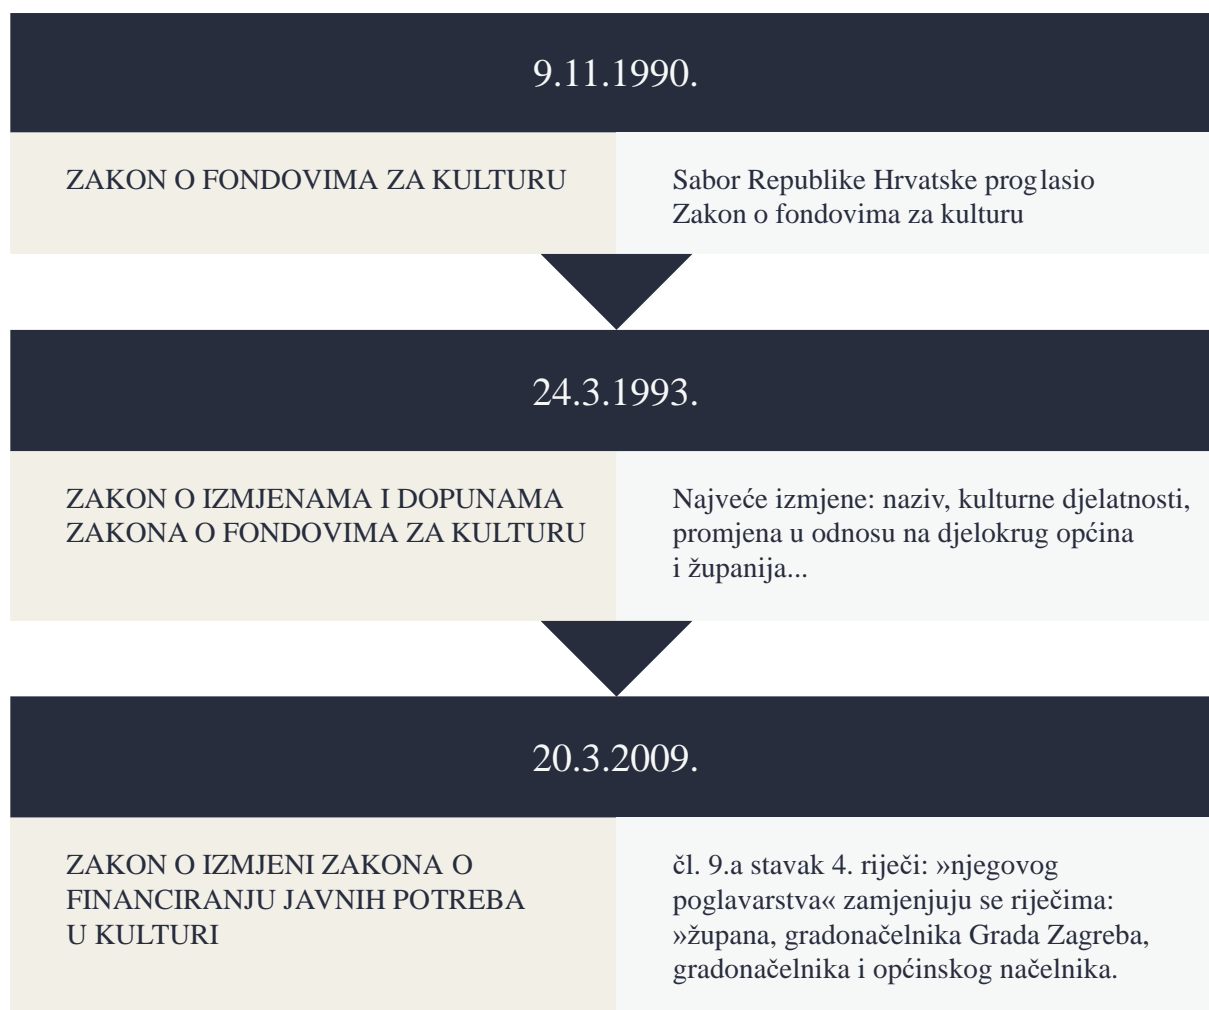 9.11.1990.
ZAKON O FONDOVIMA ZA KULTURU
Sabor Republike Hrvatske proglasio
Zakon o fondovima za kulturu
24.3.1993.
ZAKON O IZMJENAMA I DOPUNAMA
ZAKONA O FONDOVIMA ZA KULTURU
Najveće izmjene: naziv, kulturne djelatnosti,
promjena u odnosu na djelokrug općina
i županija...
20.3.2009.
ZAKON O IZMJENI ZAKONA O
FINANCIRANJU JAVNIH POTREBA
U KULTURI
čl. 9.a stavak 4. riječi: »njegovog
poglavarstva« zamjenjuju se riječima:
»župana, gradonačelnika Grada Zagreba,
gradonačelnika i općinskog načelnika.